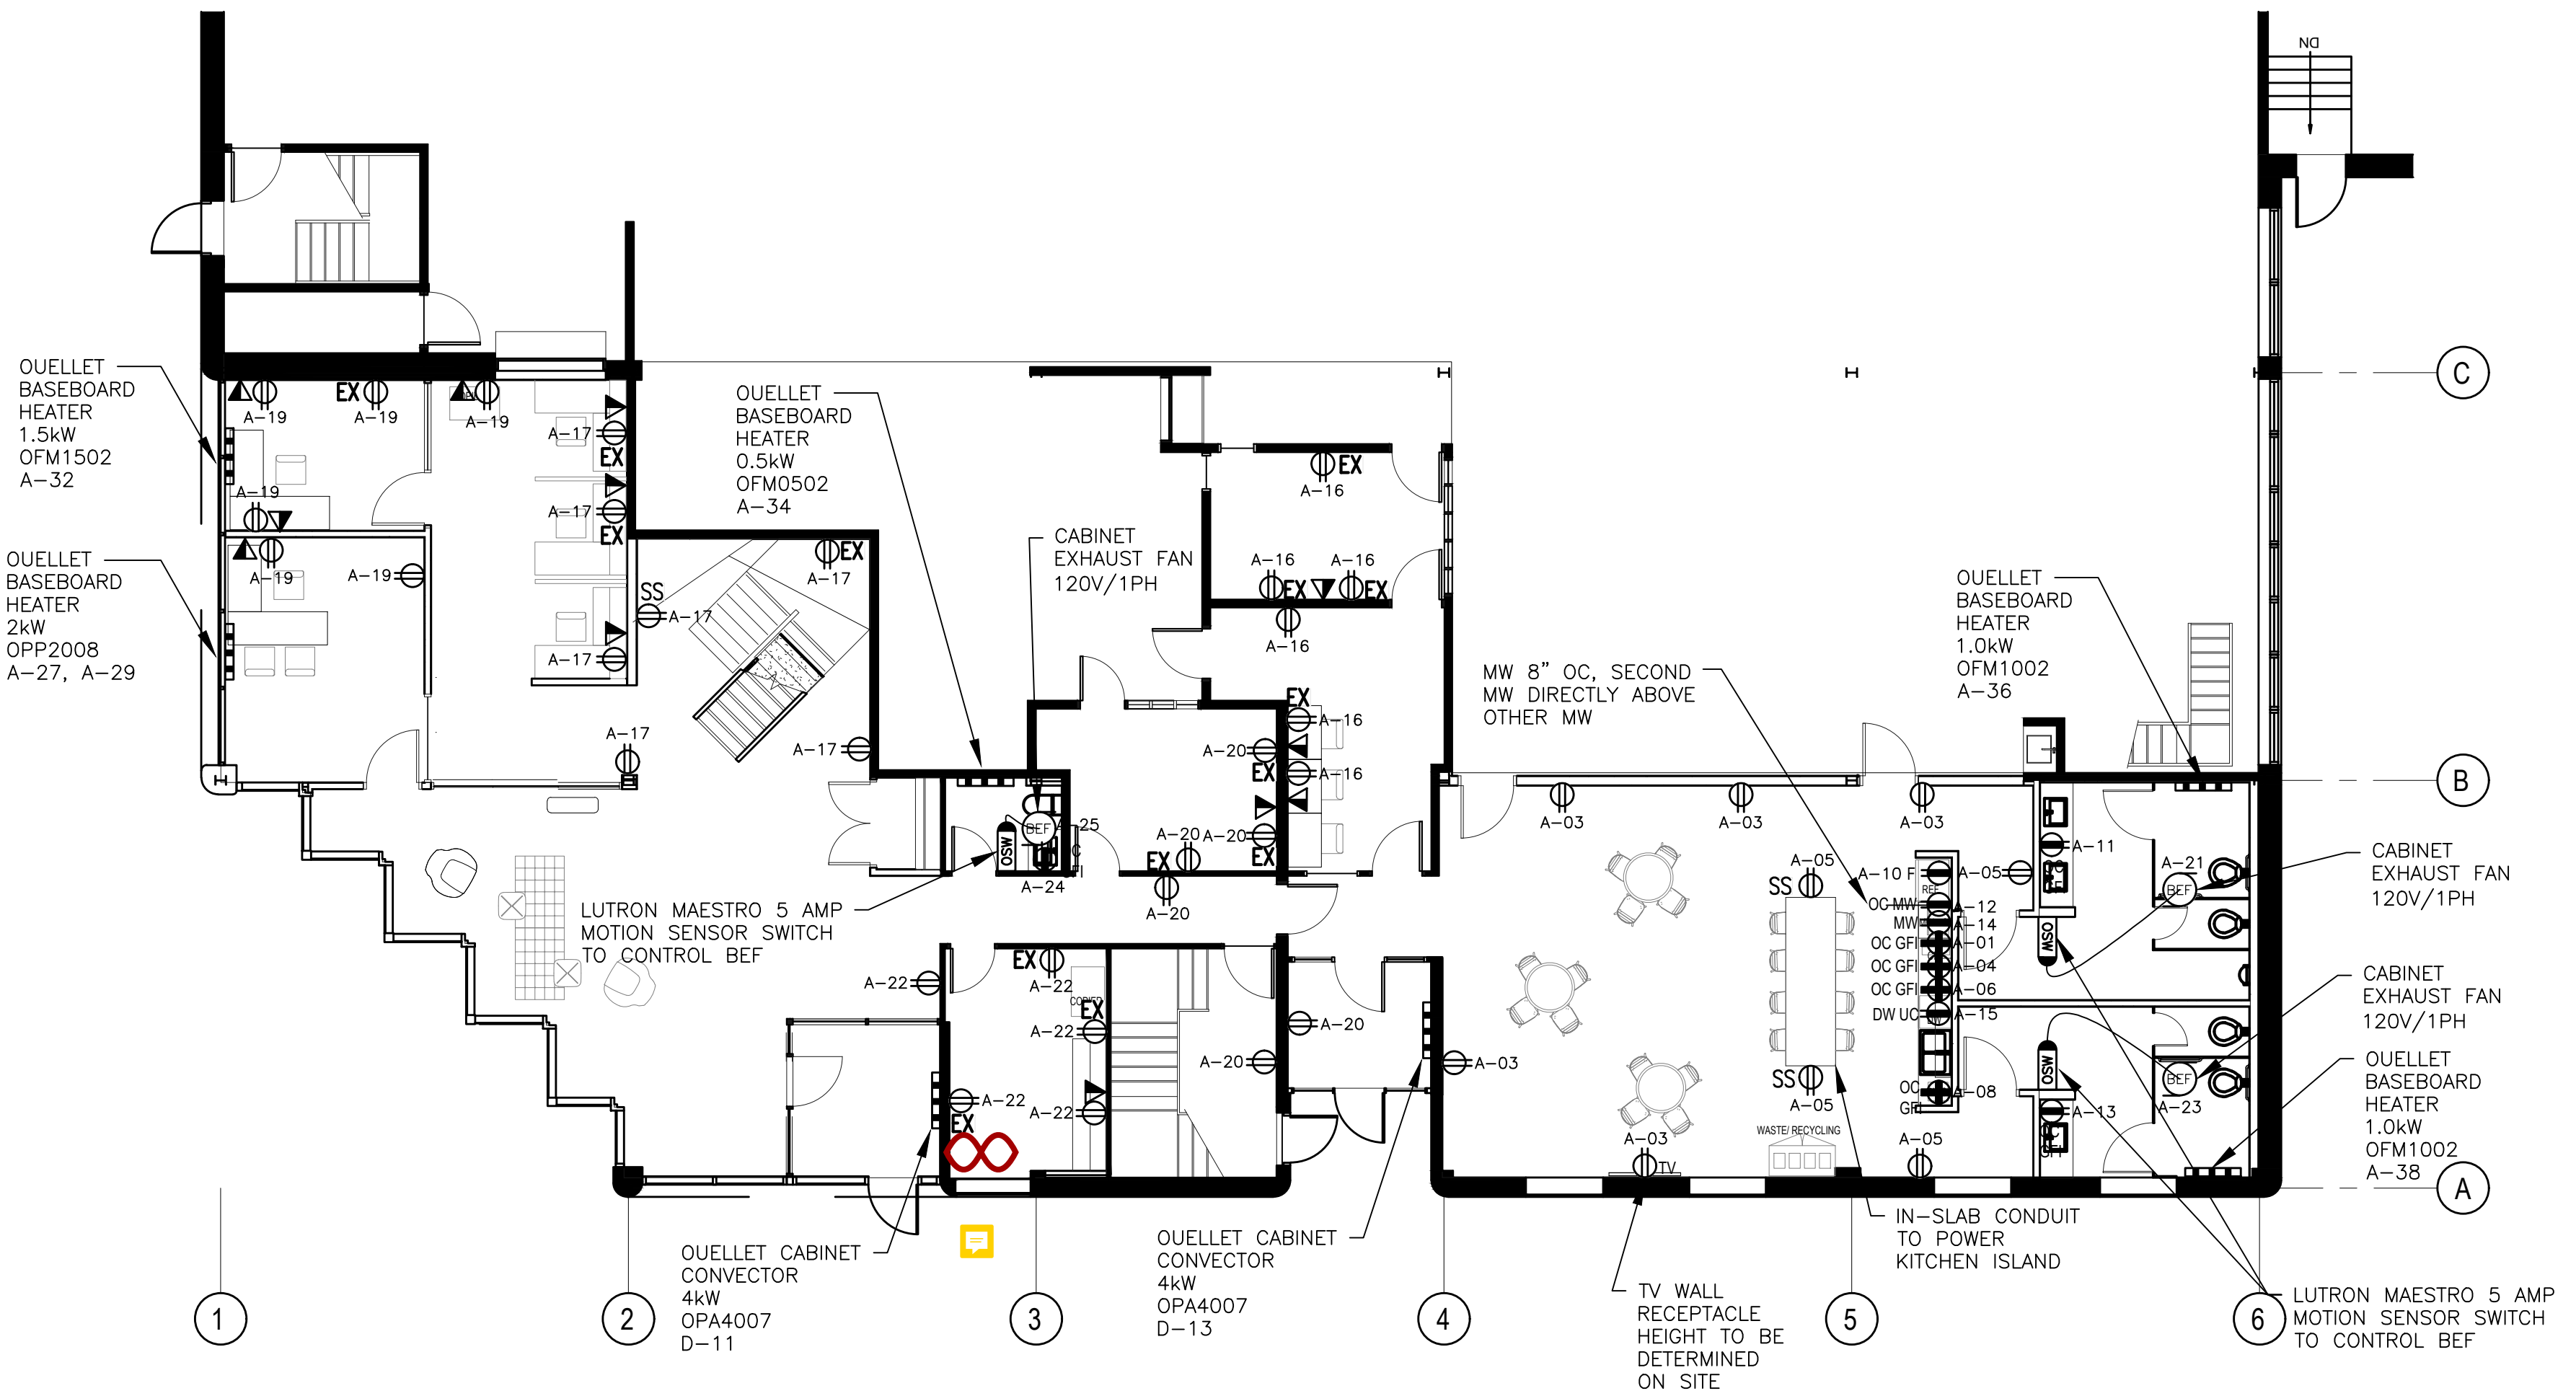 DN
C
OUELLET
BASEBOARD
HEATER
1.5kW
OFM1502
A-32
A-19
EX
A-19
A-19
A-17
EX
A-17
EX
A-19
OUELLET
BASEBOARD
HEATER
0.5kW
OFM0502
A-34
EX
A-16
CABINET
EXHAUST FAN
120V/1PH
OUELLET
BASEBOARD
HEATER
2kW
OPP2008
A-27, A-29
A-19
A-19
EX
A-17
SS
A-17
A-17
A-16
A-16
EX
EX
A-16
OUELLET
BASEBOARD
HEATER
1.0kW
OFM1002
A-36
MW 8” OC, SECOND
MW DIRECTLY ABOVE
OTHER MW
EX
A-16
A-16
A-17
A-17
A-20
EX
B
A-03
A-03
A-03
BEF
A-25
OSW
A-24
A-20
A-20
EX
EX
A-20
A-11
A-05
SS
A-10 F
REF
A-05
OC MW
A-12
MW
A-14
OC GFI
A-01
OC GFI
A-04
OC GFI
A-06
DW UC
A-15
A-21
BEF
OSW
CABINET
EXHAUST FAN
120V/1PH
LUTRON MAESTRO 5 AMP
MOTION SENSOR SWITCH
TO CONTROL BEF
EX
A-22
COPIER
EX
A-22
A-22
A-20
A-20
A-03
CABINET
EXHAUST FAN
120V/1PH
OSW
BEF
A-23
A-13
GFI
A-22
EX
A-22
SS
A-05
OC
GFI
A-08
WASTE/ RECYCLING
A-03
TV
A-05
OUELLET
BASEBOARD
HEATER
1.0kW
OFM1002
A-38
A
OUELLET CABINET
CONVECTOR
4kW
OPA4007
D-11
OUELLET CABINET
CONVECTOR
4kW
OPA4007
D-13
IN-SLAB CONDUIT
TO POWER
KITCHEN ISLAND
TV WALL
RECEPTACLE
HEIGHT TO BE
DETERMINED
ON SITE
LUTRON MAESTRO 5 AMP
MOTION SENSOR SWITCH
TO CONTROL BEF
1
2
3
4
5
6